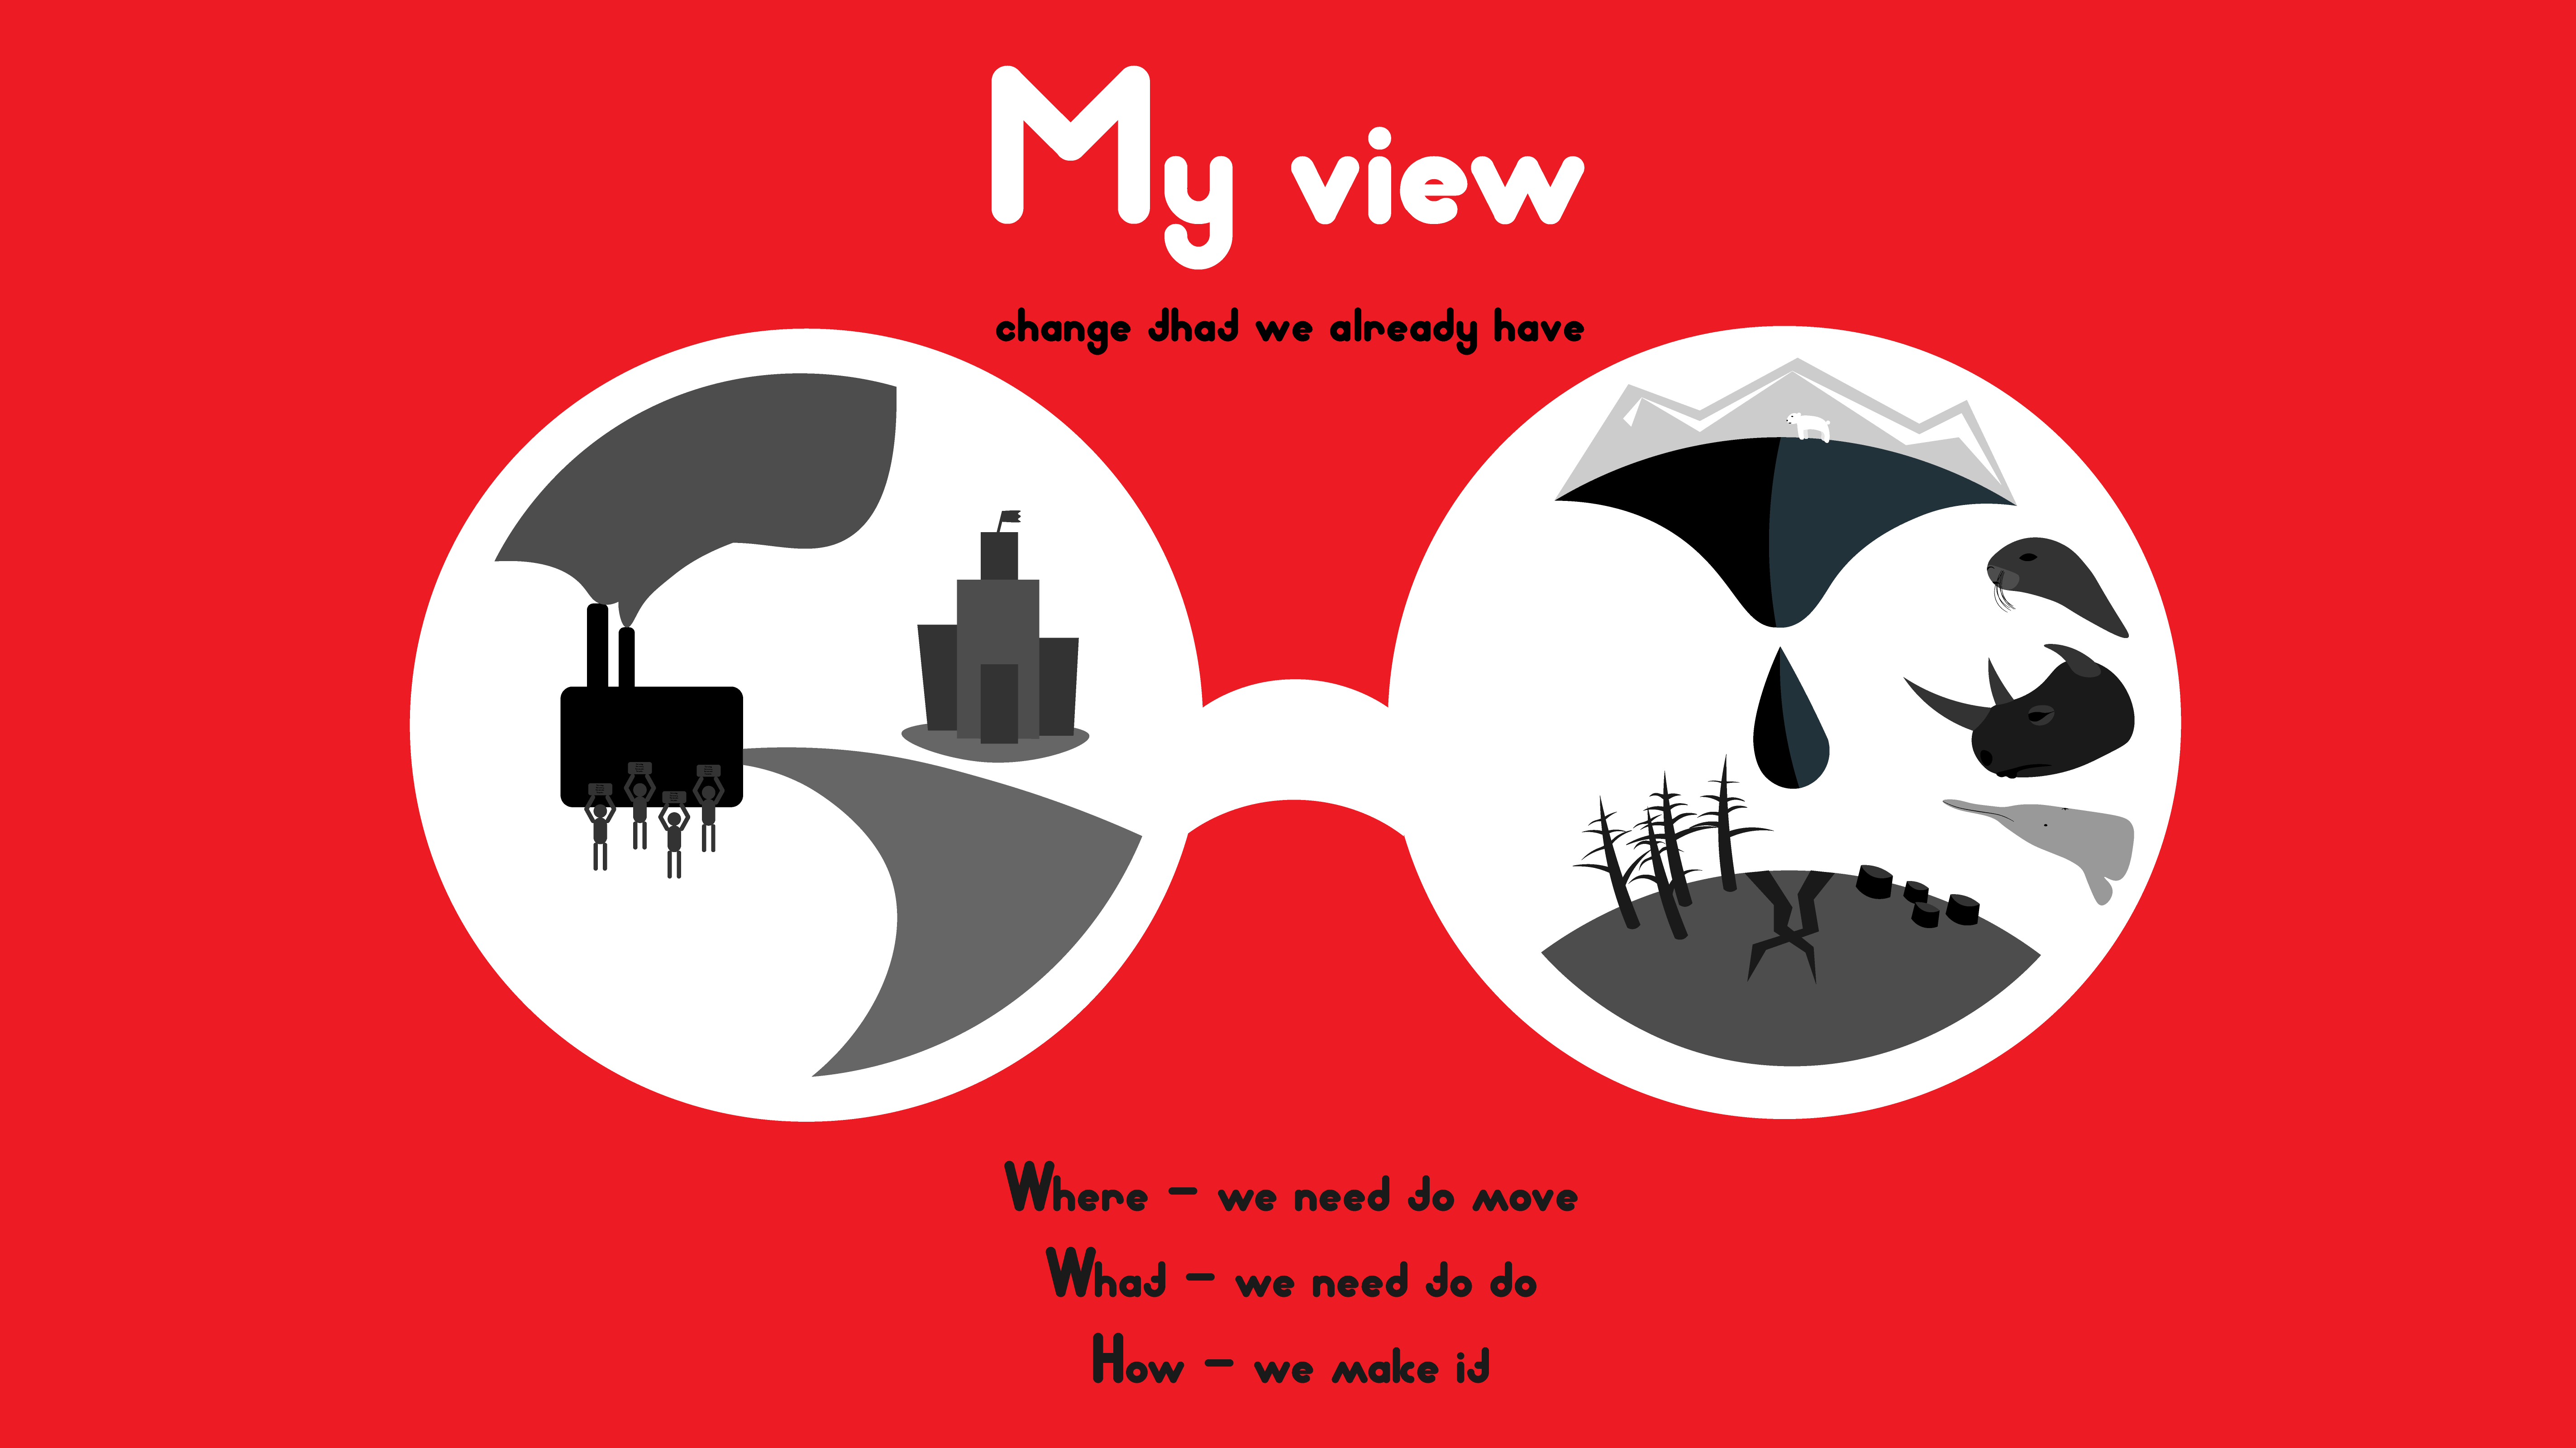 My view
change that we already have
Where – we need to move
What – we need to do
How – we make it